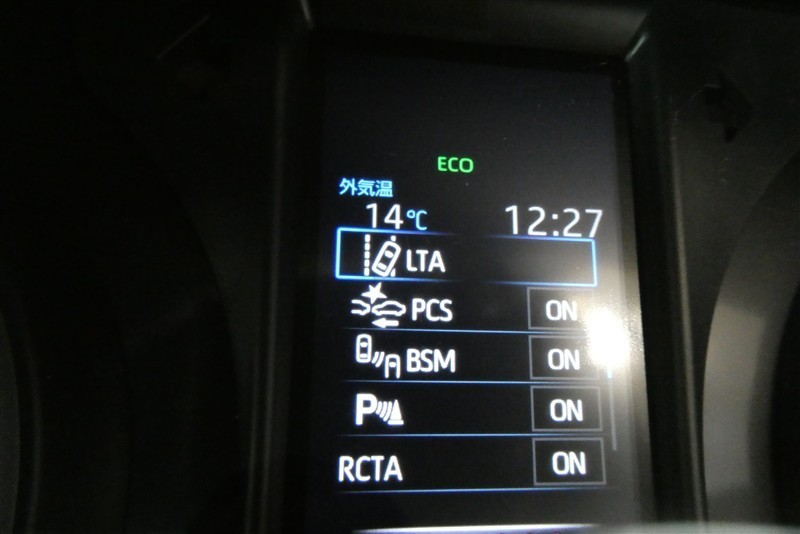 ECO
外気温
14℃ 12:27
LTA
PCS ON
BSM ON
P ON
RCTA ON